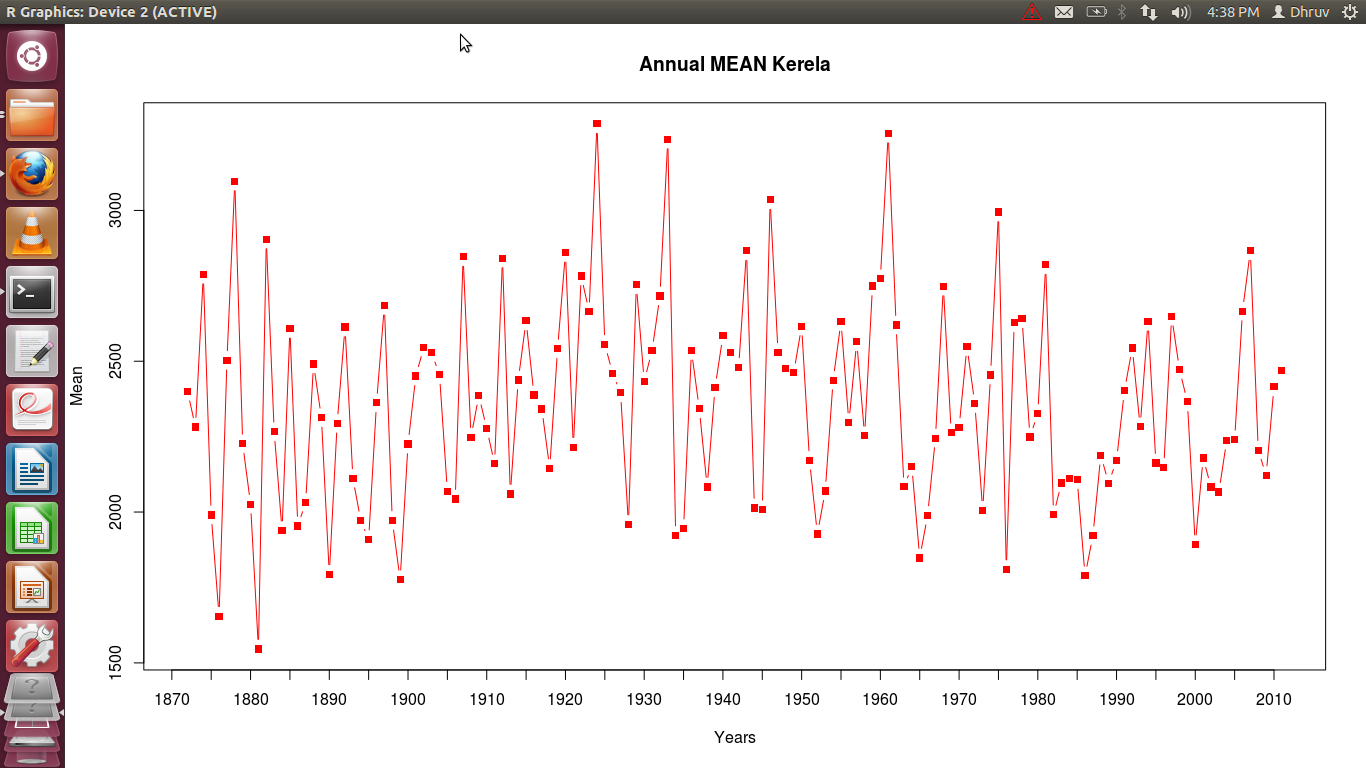 R Graphics: Device 2 (ACTIVE)
4:38 PM Dhruv
Annual MEAN Kerela
3000
2500
2000
1500
Mean
1870 1880 1890 1900 1910 1920 1930 1940 1950 1960 1970 1980 1990 2000 2010
Years